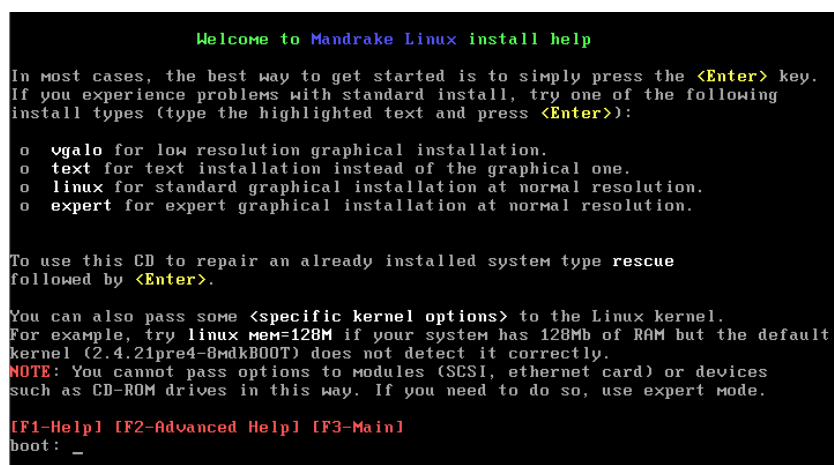 Welcome to Mandrake Linux install help
In most cases, the best way to get started is to simply press the <Enter> key.
If you experience problems with standard install, try one of the following
install types (type the highlighted text and press <Enter>):
o vgalo for low resolution graphical installation.
o text for text installation instead of the graphical one.
o linux for standard graphical installation at normal resolution.
o expert for expert graphical installation at normal resolution.
To use this CD to repair an already installed system type rescue
followed by <Enter>.
You can also pass some <specific kernel options> to the Linux kernel.
For example, try linux mem=128M if your system has 128Mb of RAM but the default
kernel (2.4.21pre4-8mdkBOOT) does not detect it correctly.
NOTE: You cannot pass options to modules (SCSI, ethernet card) or devices
such as CD-ROM drives in this way. If you need to do so, use expert mode.
[F1-Help] [F2-Advanced Help] [F3-Main]
boot: _